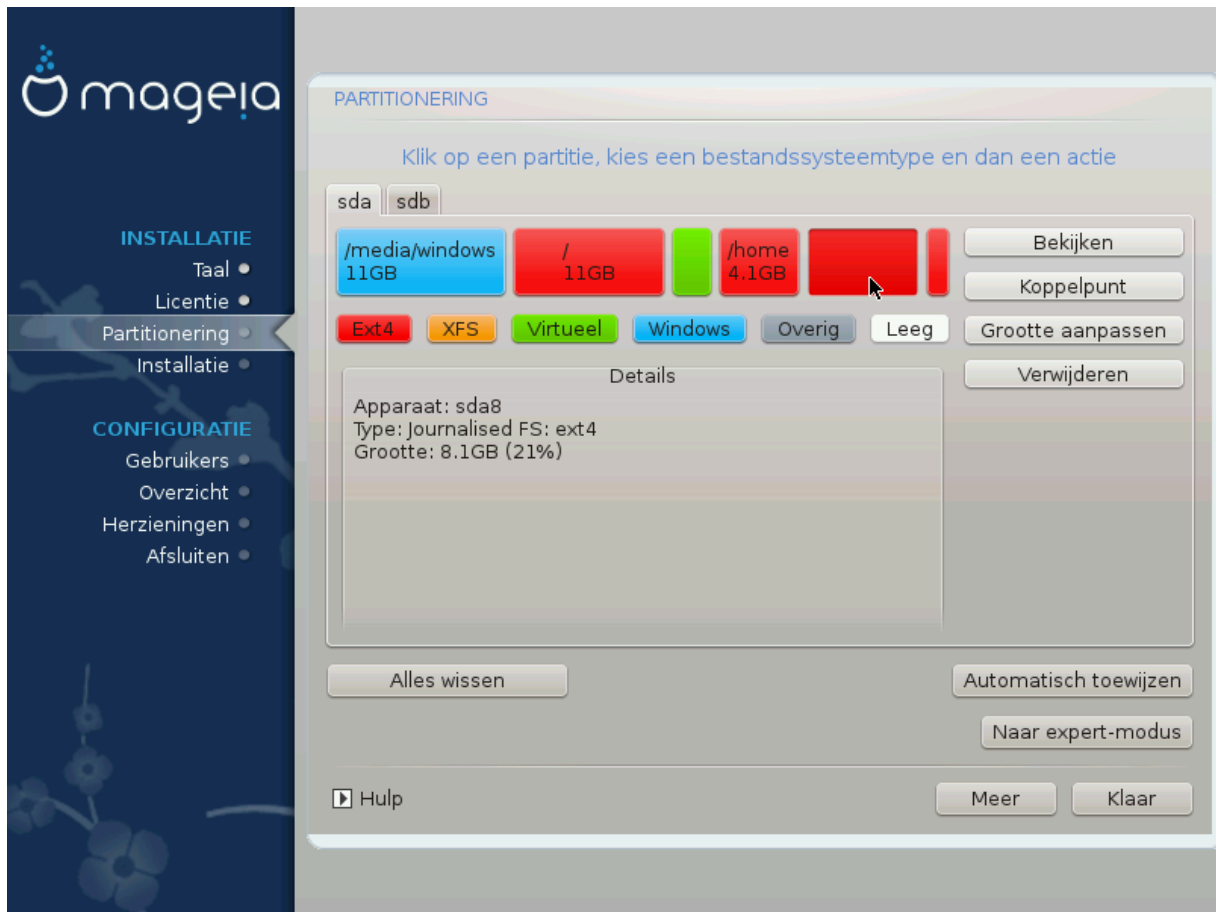 mageia
INSTALLATIE
Taal
Licentie
Partitionering
Installatie
CONFIGURATIE
Gebruikers
Overzicht
Herzieningen
Afsluiten
PARTITIONERING
Klik op een partitie, kies een bestandssysteemtype en dan een actie
sda sdb
/media/windows
11GB
/
11GB
/home
4.1GB
Ext4 XFS Virtueel Windows Overig Leeg
Details
Apparaat: sda8
Type: Journalised FS: ext4
Grootte: 8.1GB (21%)
Bekijken
Koppelpunt
Grootte aanpassen
Verwijderen
Alles wissen
Automatisch toewijzen
Naar expert-modus
Hulp
Meer
Klaar